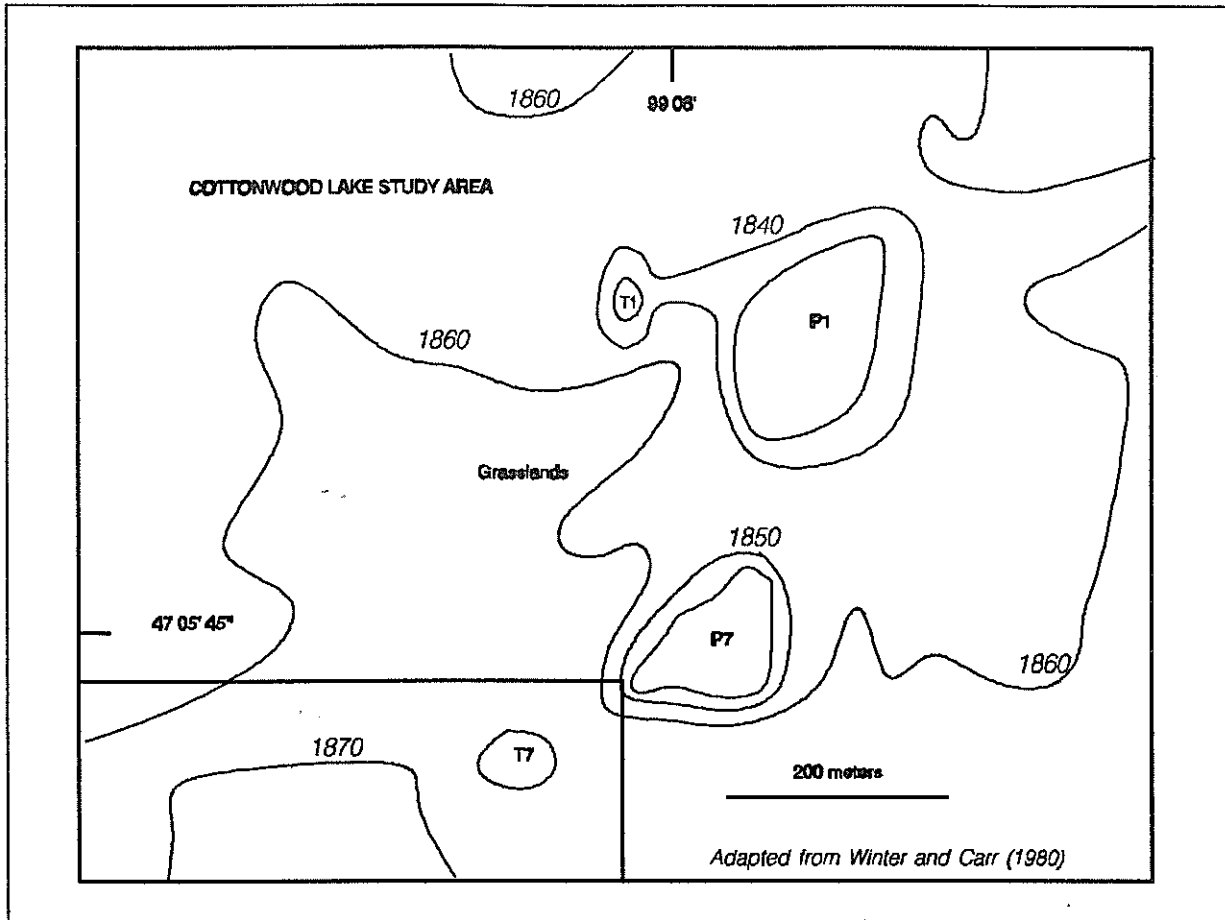 1860
99 08'
COTTONWOOD LAKE STUDY AREA
1840
T1
P1
1860
Grasslands
1850
47 05' 45"
P7
1860
1870
T7
200 meters
Adapted from Winter and Carr (1980)